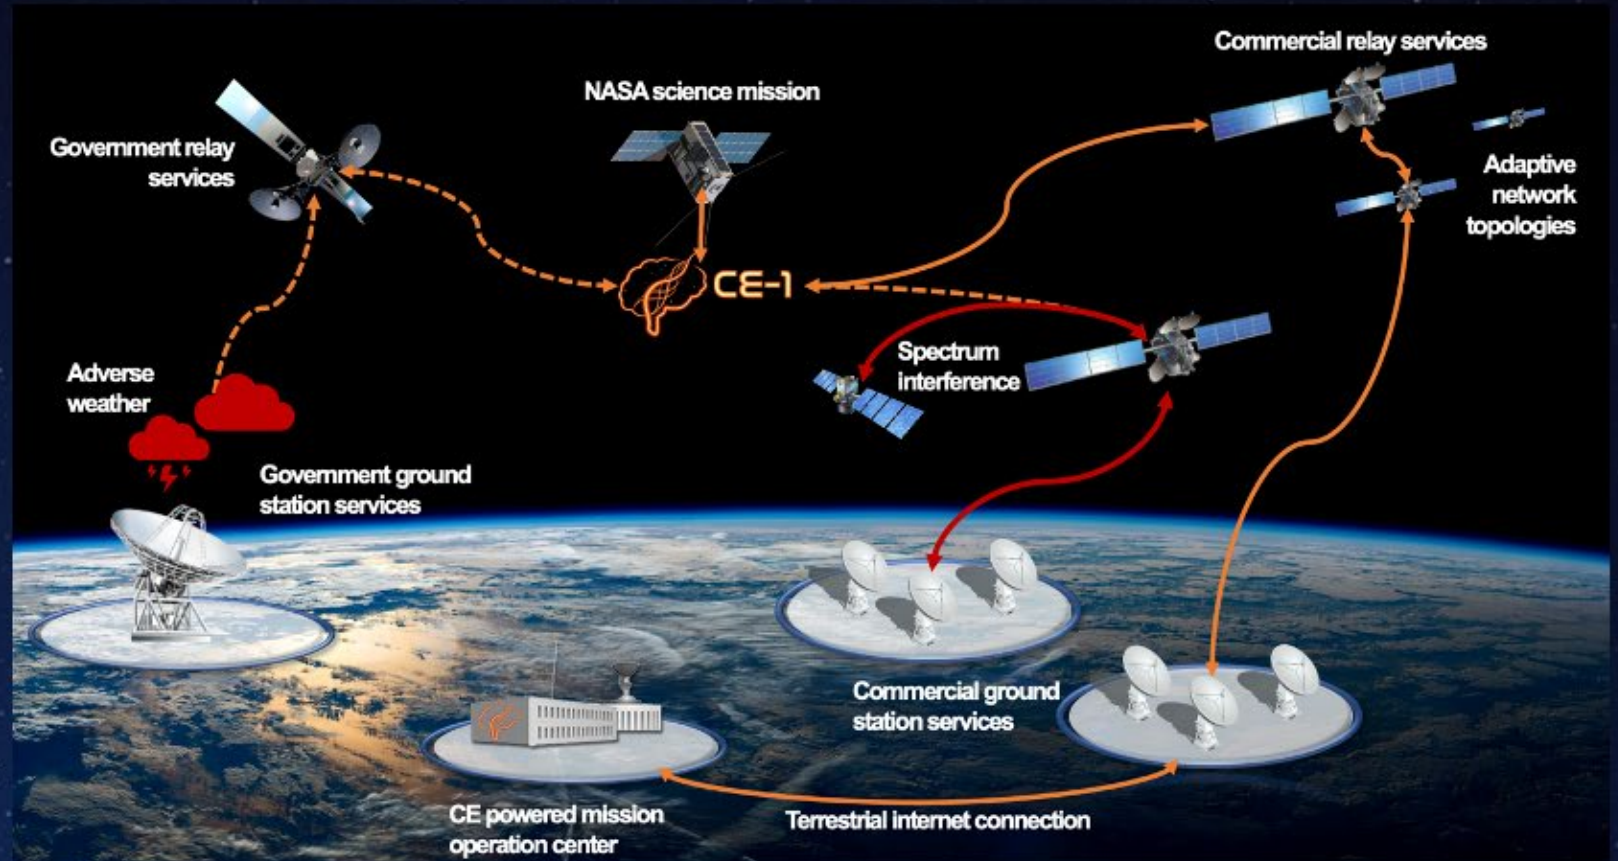 Commercial relay services
NASA science mission
Government relay
services
Adaptive
network
topologies
CE-1
Spectrum
interference
Adverse
weather
Government ground
station services
Commercial ground
station services
CE powered mission
operation center
Terrestrial internet connection